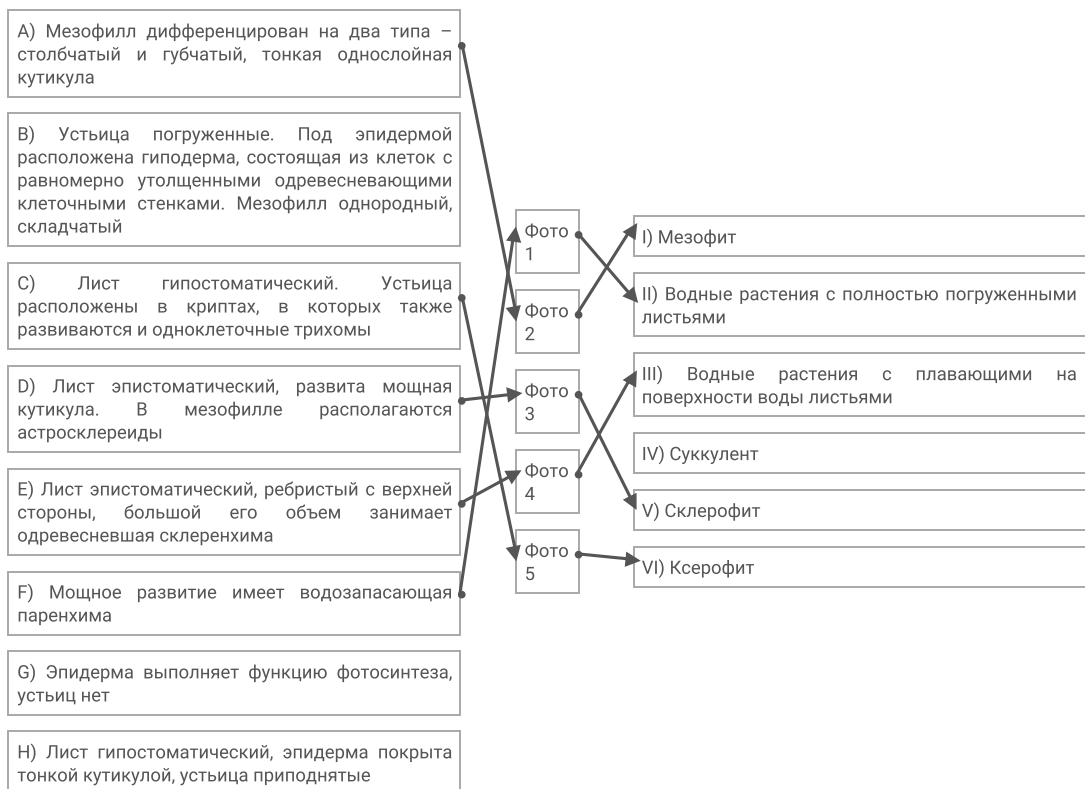 A) Мезофилл дифференцирован на два типа –
столбчатый и губчатый, тонкая однослойная
кутикула
B) Устьица погруженные. Под эпидермой
расположена гиподерма, состоящая из клеток с
равномерно утолщенными одревесневающими
клеточными стенками. Мезофилл однородный,
складчатый
C) Лист гипостоматический. Устьица
расположены в криптах, в которых также
развиваются и одноклеточные трихомы
D) Лист эпистоматический, развита мощная
кутикула. В мезофилле располагаются
астросклереиды
E) Лист эпистоматический, ребристый с верхней
стороны, большой его объем занимает
одревесневшая склеренхима
F) Мощное развитие имеет водозапасающая
паренхима
G) Эпидерма выполняет функцию фотосинтеза,
устьиц нет
H) Лист гипостоматический, эпидерма покрыта
тонкой кутикулой, устьица приподнятые
Фото
1
Фото
2
Фото
3
Фото
4
Фото
5
I) Мезофит
II) Водные растения с полностью погруженными
листьями
III) Водные растения с плавающими на
поверхности воды листьями
IV) Суккулент
V) Склерофит
VI) Ксерофит